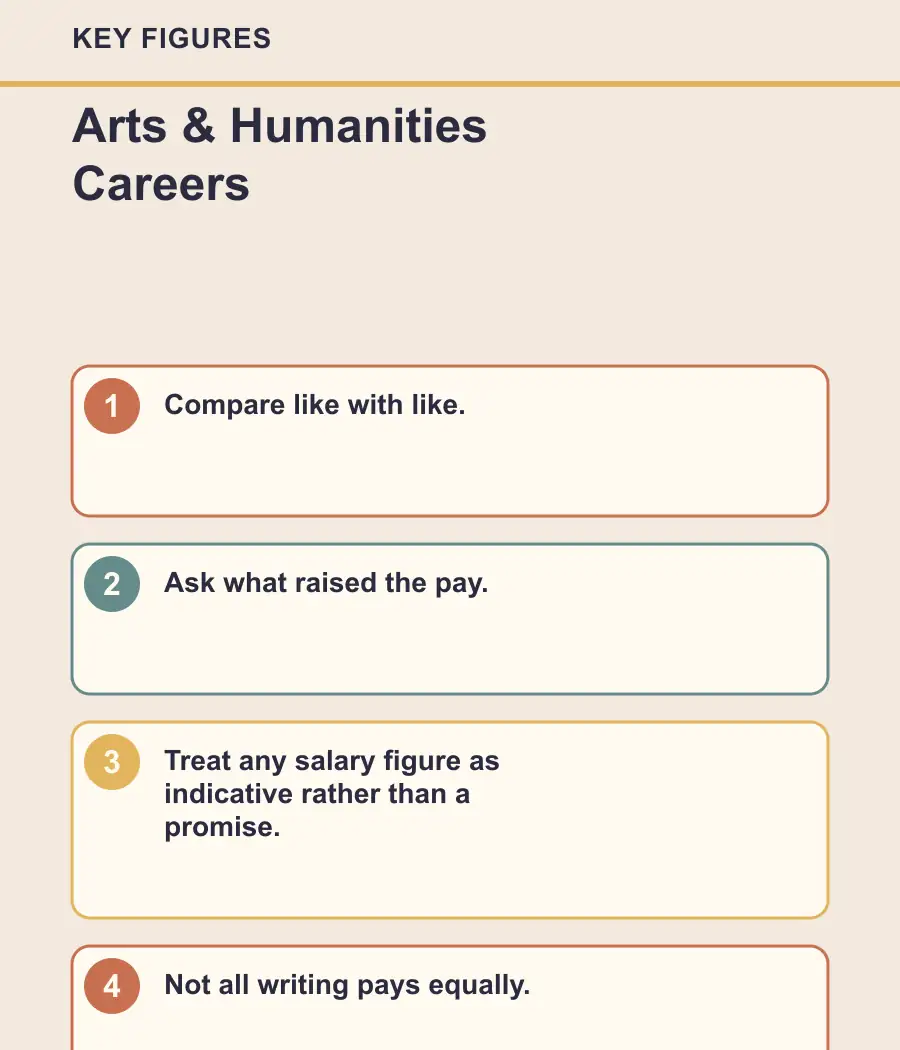 KEY FIGURES
Arts & Humanities
Careers
1
Compare like with like.
2
Ask what raised the pay.
3
Treat any salary figure as
indicative rather than a
promise.
4
Not all writing pays equally.